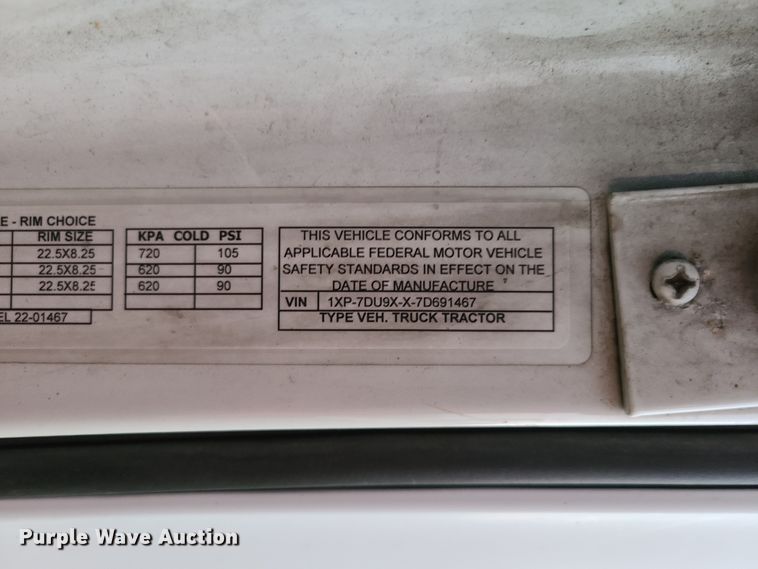 E - RIM CHOICE
RIM SIZE
22.5X8.25
22.5X8.25
22.5X8.25
EL 22-01467
KPA COLD PSI
720 105
620 90
620 90
THIS VEHICLE CONFORMS TO ALL
APPLICABLE FEDERAL MOTOR VEHICLE
SAFETY STANDARDS IN EFFECT ON THE
DATE OF MANUFACTURE
VIN 1XP-7DU9X-X-7D691467
TYPE VEH. TRUCK TRACTOR
Purple Wave Auction